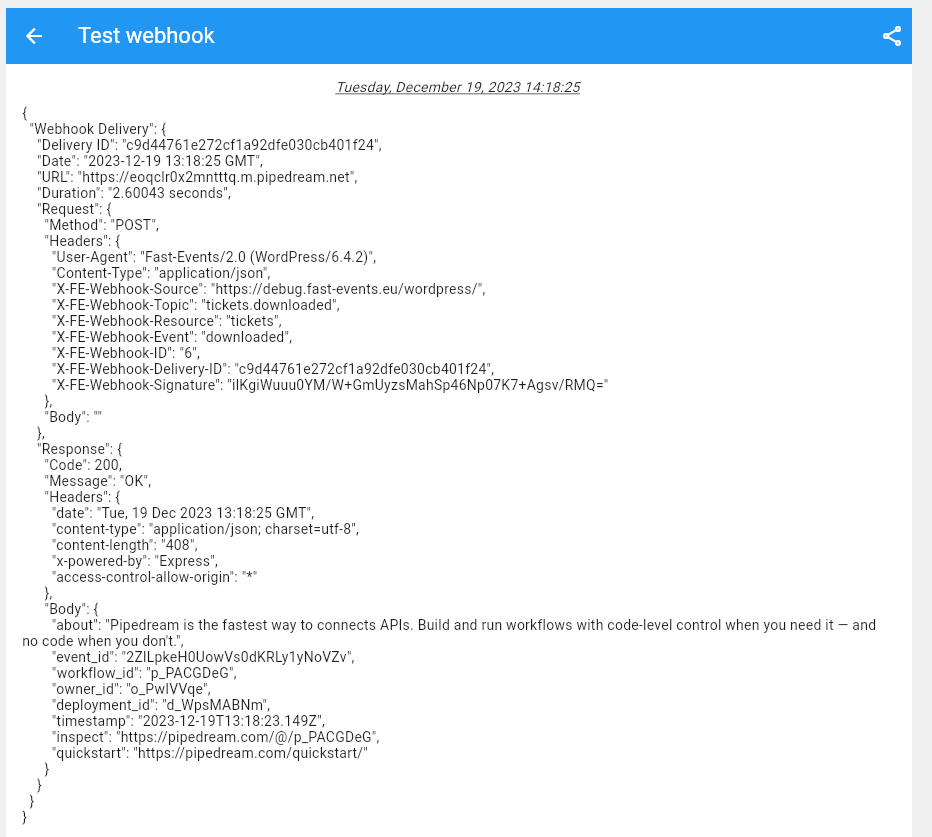 Test webhook
Tuesday, December 19, 2023 14:18:25
{
"Webhook Delivery": {
"Delivery ID": "c9d44761e272cf1a92dfe030cb401f24",
"Date": "2023-12-19 13:18:25 GMT",
"URL": "https://eoqclr0x2mntttq.m.pipedream.net",
"Duration": "2.60043 seconds",
"Request": {
"Method": "POST",
"Headers": {
"User-Agent": "Fast-Events/2.0 (WordPress/6.4.2)",
"Content-Type": "application/json",
"X-FE-Webhook-Source": "https://debug.fast-events.eu/wordpress/",
"X-FE-Webhook-Topic": "tickets.downloaded",
"X-FE-Webhook-Resource": "tickets",
"X-FE-Webhook-Event": "downloaded",
"X-FE-Webhook-ID": "6",
"X-FE-Webhook-Delivery-ID": "c9d44761e272cf1a92dfe030cb401f24",
"X-FE-Webhook-Signature": "iIKgiWuuu0YM/W+GmUyzsMahSp46Np07K7+Agsv/RMQ="
},
"Body": ""
},
"Response": {
"Code": 200,
"Message": "OK",
"Headers": {
"date": "Tue, 19 Dec 2023 13:18:25 GMT",
"content-type": "application/json; charset=utf-8",
"content-length": "408",
"x-powered-by": "Express",
"access-control-allow-origin": "*"
},
"Body": {
"about": "Pipedream is the fastest way to connects APIs. Build and run workflows with code-level control when you need it — and
no code when you don't.",
"event_id": "2ZILpkeH0UowVs0dKRLy1yNoVZv",
"workflow_id": "p_PACGDeG",
"owner_id": "o_PwIVVqe",
"deployment_id": "d_WpsMABNm",
"timestamp": "2023-12-19T13:18:23.149Z",
"inspect": "https://pipedream.com/@/p_PACGDeG",
"quickstart": "https://pipedream.com/quickstart/"
}
}
}
}